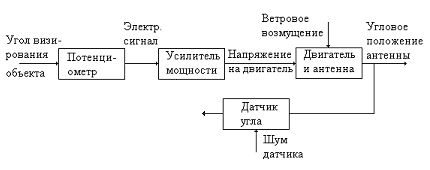 Угол визи-
рования
объекта
Потенци-
ометр
Электр.
сигнал
Усилитель
мощности
Напряжение
на двигатель
Ветровое
возмущение
Двигатель
и антенна
Угловое
положение
антенны
Датчик
угла
Шум
датчика